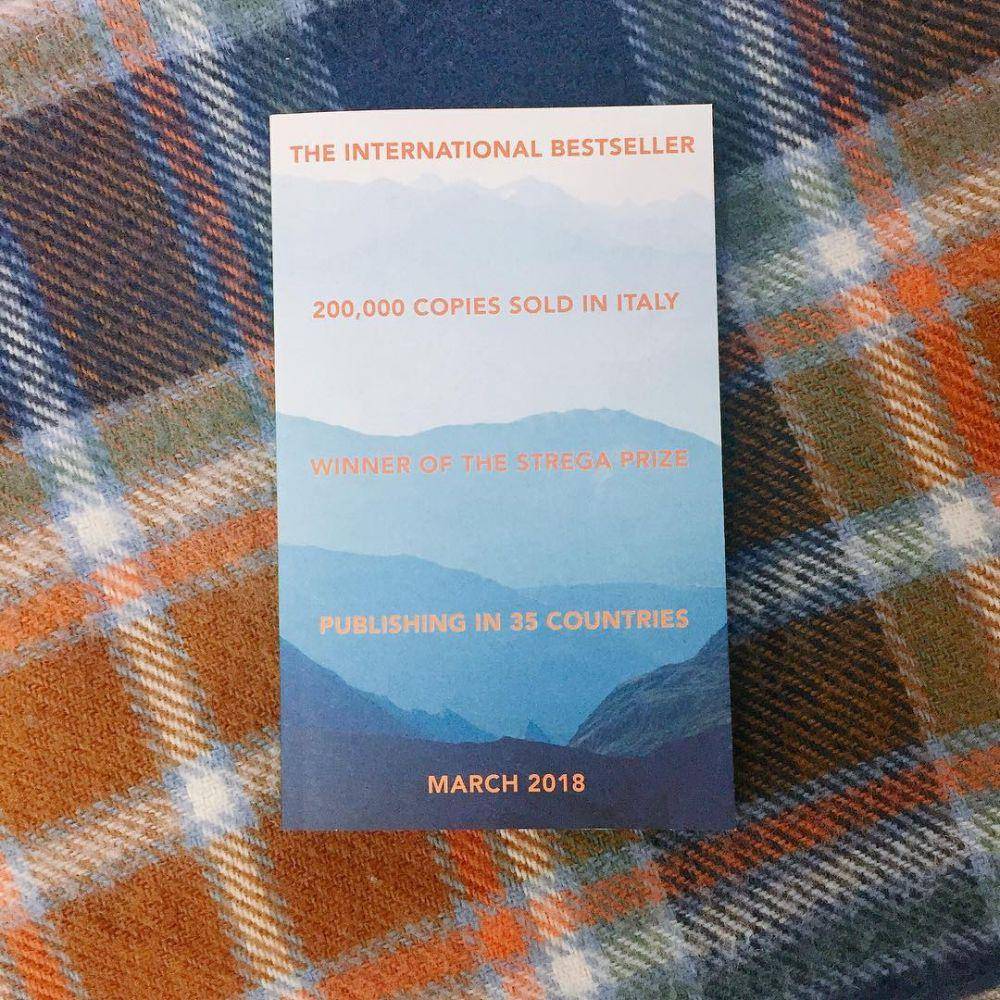 THE INTERNATIONAL BESTSELLER
200,000 COPIES SOLD IN ITALY
WINNER OF THE STREGA PRIZE
PUBLISHING IN 35 COUNTRIES
MARCH 2018